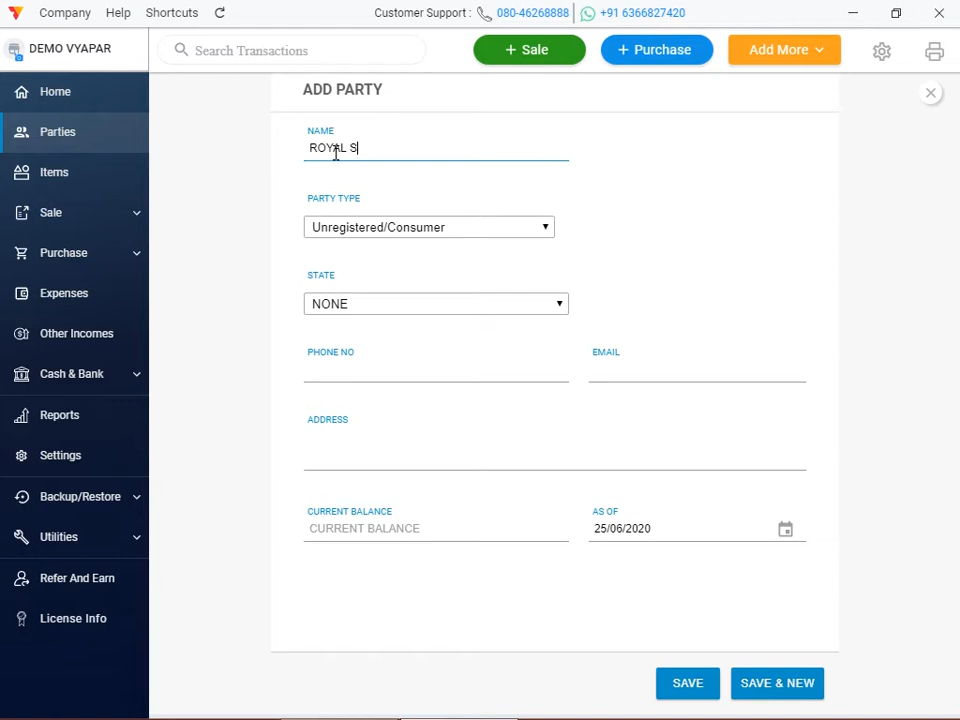 Company Help Shortcuts Customer Support : 080-46268888 +91 6366827420
DEMO VYAPAR Search Transactions + Sale + Purchase Add More
Home
Parties
Items
Sale
Purchase
Expenses
Other Incomes
Cash & Bank
Reports
Settings
Backup/Restore
Utilities
Refer And Earn
License Info
ADD PARTY
NAME
ROYAL S
PARTY TYPE
Unregistered/Consumer
STATE
NONE
PHONE NO EMAIL
ADDRESS
CURRENT BALANCE AS OF
CURRENT BALANCE 25/06/2020
SAVE SAVE & NEW